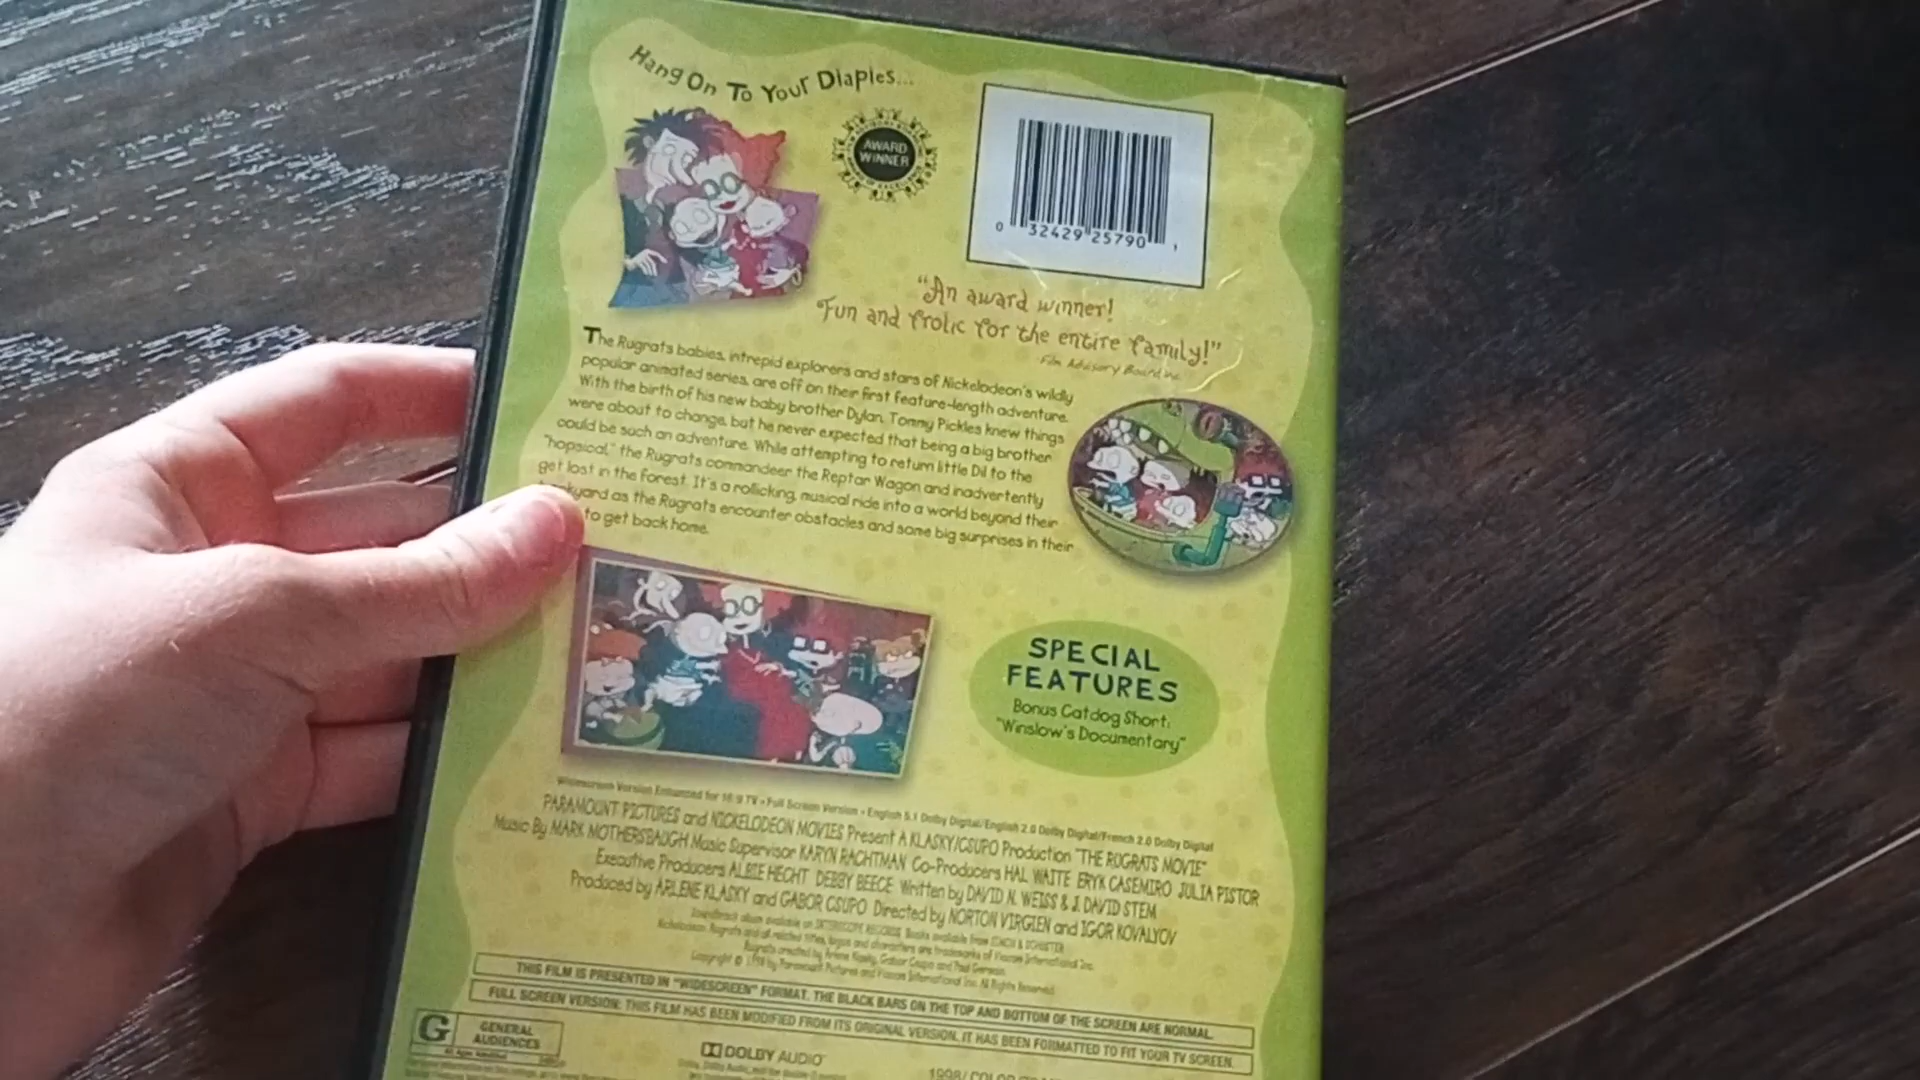 Hang On To Your Diapies...
AWARD
WINNER
0 32429 25790 1
"An award winner!
"Fun and frolic for the entire family!"
Film Advisory Board Inc.
The Rugrats babies, intrepid explorers and stars of Nickelodeon's wildly
popular animated series, are off on their first feature-length adventure.
With the birth of his new baby brother Dylan, Tommy Pickles knew things
were about to change, but he never expected that being a big brother
could be such an adventure. While attempting to return little Dil to the
"hopsical," the Rugrats commandeer the Reptar Wagon and inadvertently
get lost in the forest. It's a rollicking, musical ride into a world beyond their
kyard as the Rugrats encounter obstacles and some big surprises in their
to get back home.
SPECIAL
FEATURES
Bonus Catdog Short:
"Winslow's Documentary"
Widescreen Version Enhanced for 16:9 TV • Full Screen Version • English 5.1 Dolby Digital/English 2.0 Dolby Digital/French 2.0 Dolby Digital
PARAMOUNT PICTURES and NICKELODEON MOVIES Present A KLASKY/CSUPO Production "THE RUGRATS MOVIE"
Music By MARK MOTHERSBAUGH Music Supervisor KARYN RACHTMAN Co-Producers HAL WAITE ERYK CASEMIRO JULIA PISTOR
Executive Producers ALBIE HECHT DEBBY BEECE Written by DAVID N. WEISS & J. DAVID STEM
Produced by ARLENE KLASKY and GABOR CSUPO Directed by NORTON VIRGIEN and IGOR KOVALYOV
Soundtrack album available on INTERSCOPE RECORDS. Books available from SIMON & SCHUSTER
Nickelodeon, Rugrats and all related titles, logos and characters are trademarks of Viacom International Inc.
Rugrats created by Arlene Klasky, Gabor Csupo and Paul Germain.
Copyright © 1998 by Paramount Pictures and Viacom International Inc. All Rights Reserved.
THIS FILM IS PRESENTED IN "WIDESCREEN" FORMAT. THE BLACK BARS ON THE TOP AND BOTTOM OF THE SCREEN ARE NORMAL.
FULL SCREEN VERSION: THIS FILM HAS BEEN MODIFIED FROM ITS ORIGINAL VERSION. IT HAS BEEN FORMATTED TO FIT YOUR TV SCREEN.
G GENERAL
AUDIENCES
All Ages Admitted
DOLBY AUDIO
1998/ COLOR